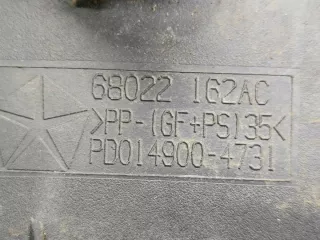 68022 162AC
>PP-(GF+PS)35<
PD014900-4731